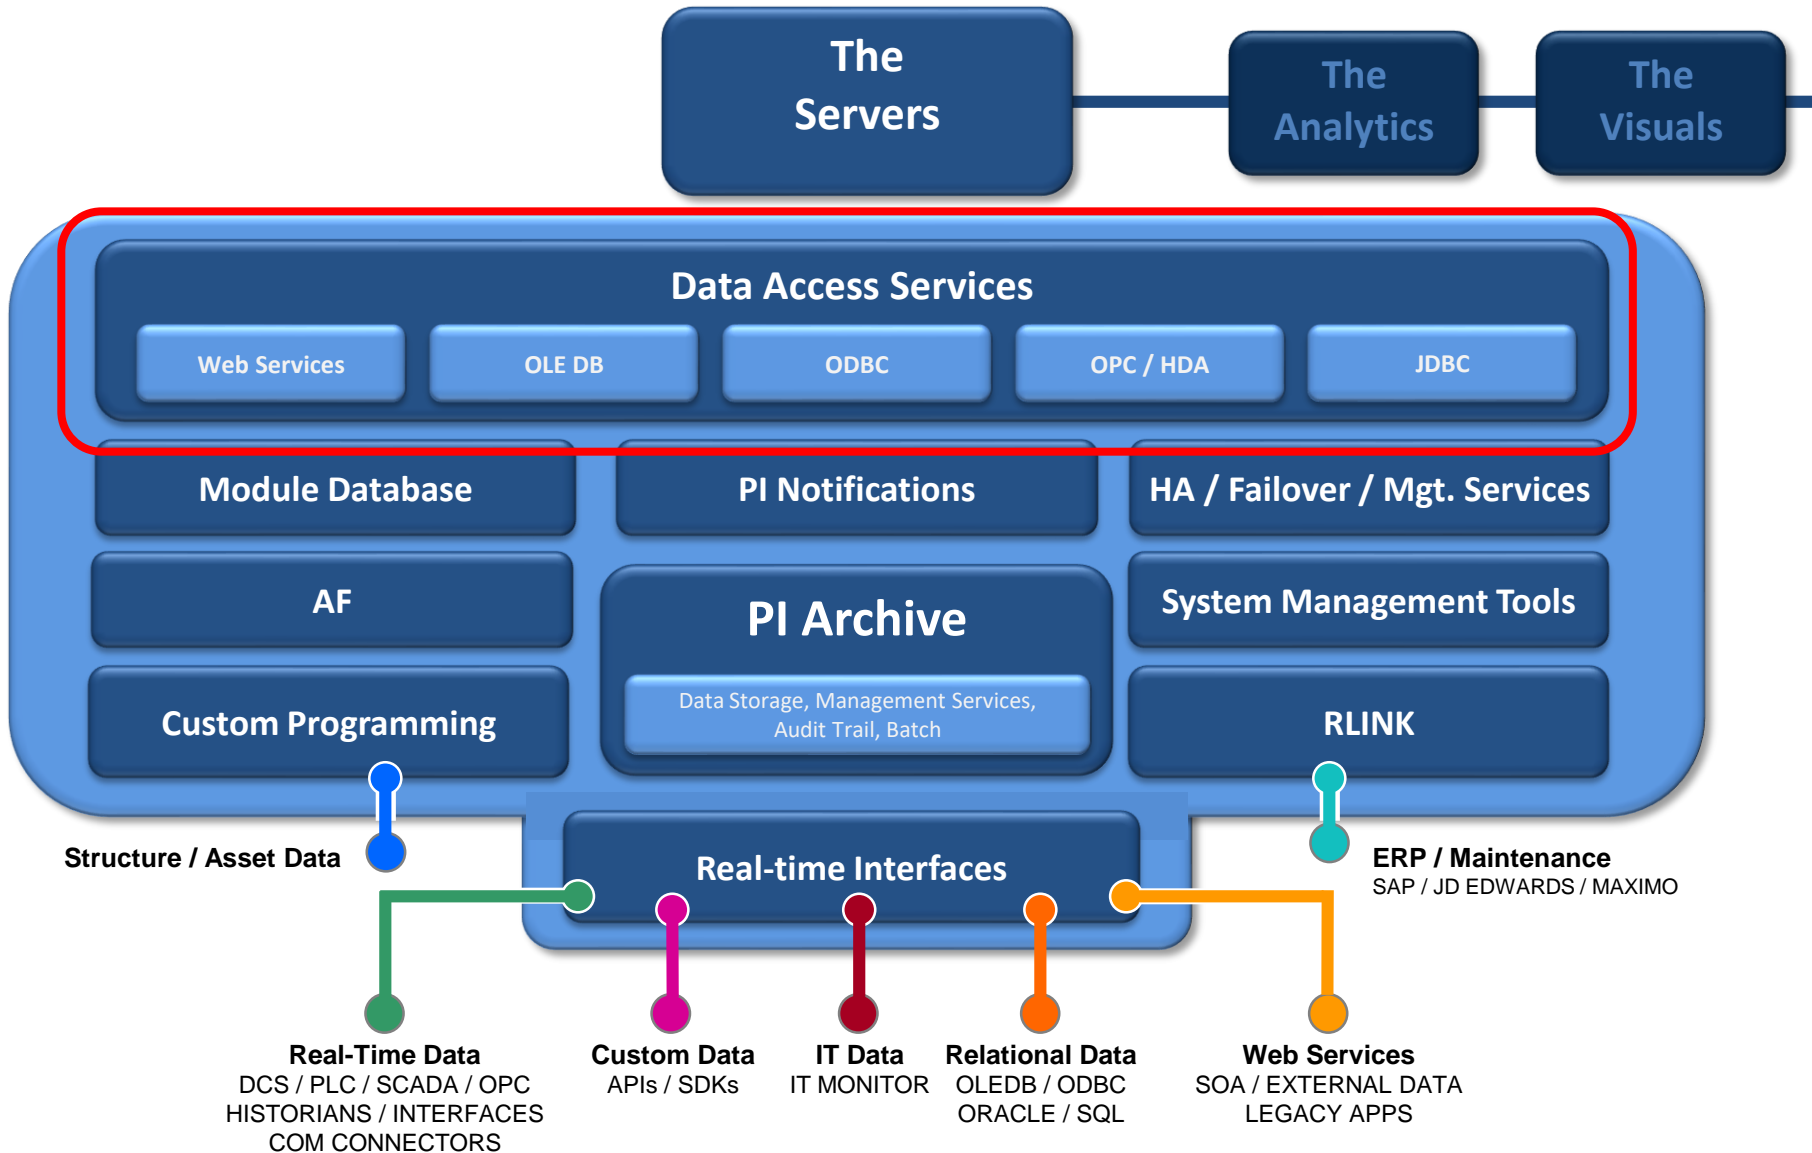 The
Servers
The
Analytics
The
Visuals
Data Access Services
Web Services
OLE DB
ODBC
OPC / HDA
JDBC
Module Database
PI Notifications
HA / Failover / Mgt. Services
AF
PI Archive
System Management Tools
Data Storage, Management Services,
Audit Trail, Batch
Custom Programming
RLINK
Structure / Asset Data
Real-time Interfaces
ERP / Maintenance
SAP / JD EDWARDS / MAXIMO
Real-Time Data
DCS / PLC / SCADA / OPC
HISTORIANS / INTERFACES
COM CONNECTORS
Custom Data
APIs / SDKs
IT Data
IT MONITOR
Relational Data
OLEDB / ODBC
ORACLE / SQL
Web Services
SOA / EXTERNAL DATA
LEGACY APPS